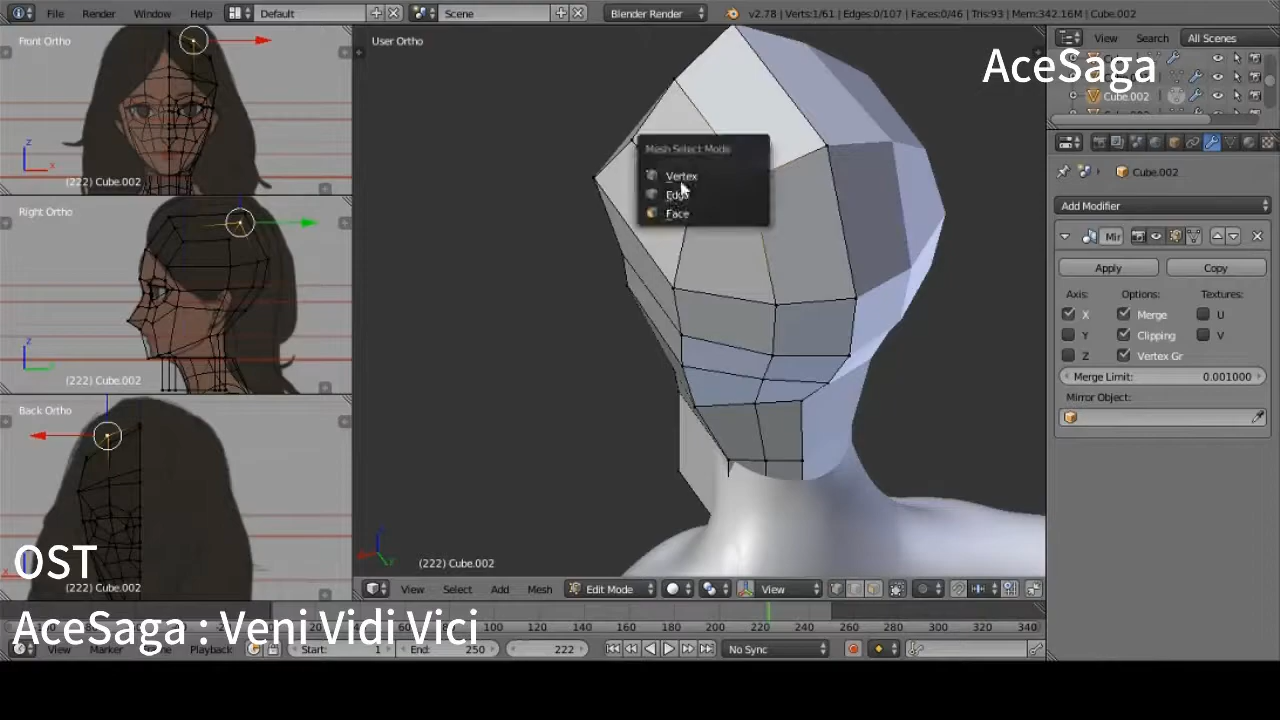 File Render Window Help Default Scene Blender Render v2.78 | Verts:1/61 | Edges:0/107 | Faces:0/46 | Tris:93 | Mem:342.16M | Cube.002
Front Ortho
User Ortho
View Search All Scenes
AceSaga
Cube.002
z
x
(222) Cube.002
Mesh Select Mode
Vertex
Edge
Face
Cube.002
Add Modifier
Right Ortho
Mir
Apply Copy
Axis: Options: Textures:
X Merge U
Y Clipping V
Z Vertex Gr
Merge Limit: 0.001000
Mirror Object:
z
(222) Cube.002
Back Ortho
OST
(222) Cube.002
(222) Cube.002
View Select Add Mesh Edit Mode View
AceSaga : Veni Vidi Vici
120 140 160 180 200 220 240 260 280 300 320 340
View Marker Playback Start: 1 End: 250 222 No Sync